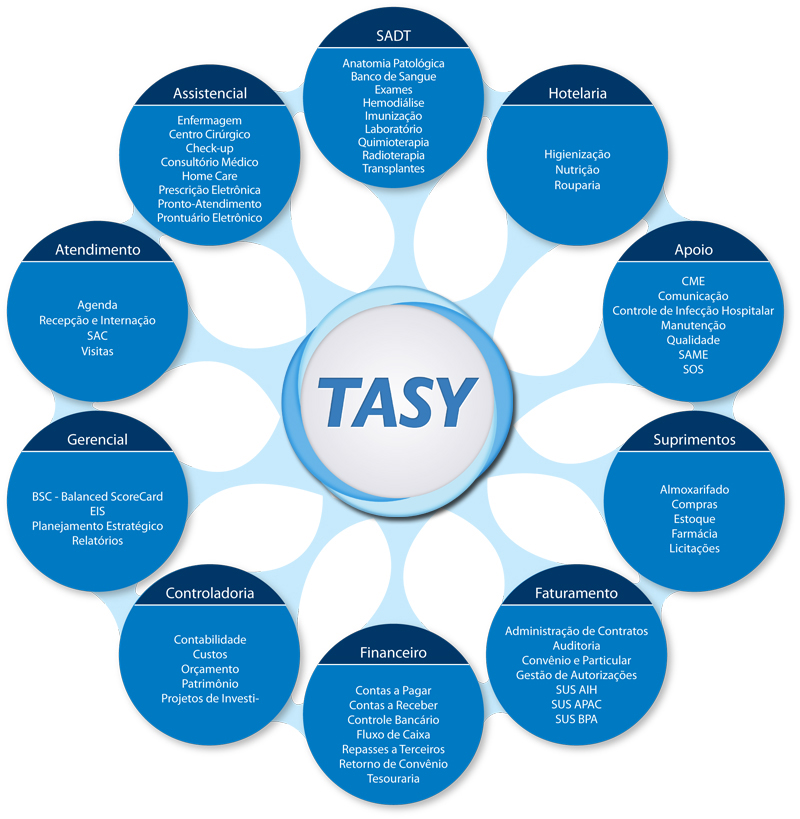 SADT
Anatomia Patológica
Banco de Sangue
Exames
Hemodiálise
Imunização
Laboratório
Quimioterapia
Radioterapia
Transplantes
Hotelaria
Higienização
Nutrição
Rouparia
Apoio
CME
Comunicação
Controle de Infecção Hospitalar
Manutenção
Qualidade
SAME
SOS
Suprimentos
Almoxarifado
Compras
Estoque
Farmácia
Licitações
Faturamento
Administração de Contratos
Auditoria
Convênio e Particular
Gestão de Autorizações
SUS AIH
SUS APAC
SUS BPA
Financeiro
Contas a Pagar
Contas a Receber
Controle Bancário
Fluxo de Caixa
Repasses a Terceiros
Retorno de Convênio
Tesouraria
Controladoria
Contabilidade
Custos
Orçamento
Patrimônio
Projetos de Investi-
Gerencial
BSC - Balanced ScoreCard
EIS
Planejamento Estratégico
Relatórios
Atendimento
Agenda
Recepção e Internação
SAC
Visitas
Assistencial
Enfermagem
Centro Cirúrgico
Check-up
Consultório Médico
Home Care
Prescrição Eletrônica
Pronto-Atendimento
Prontuário Eletrônico
TASY